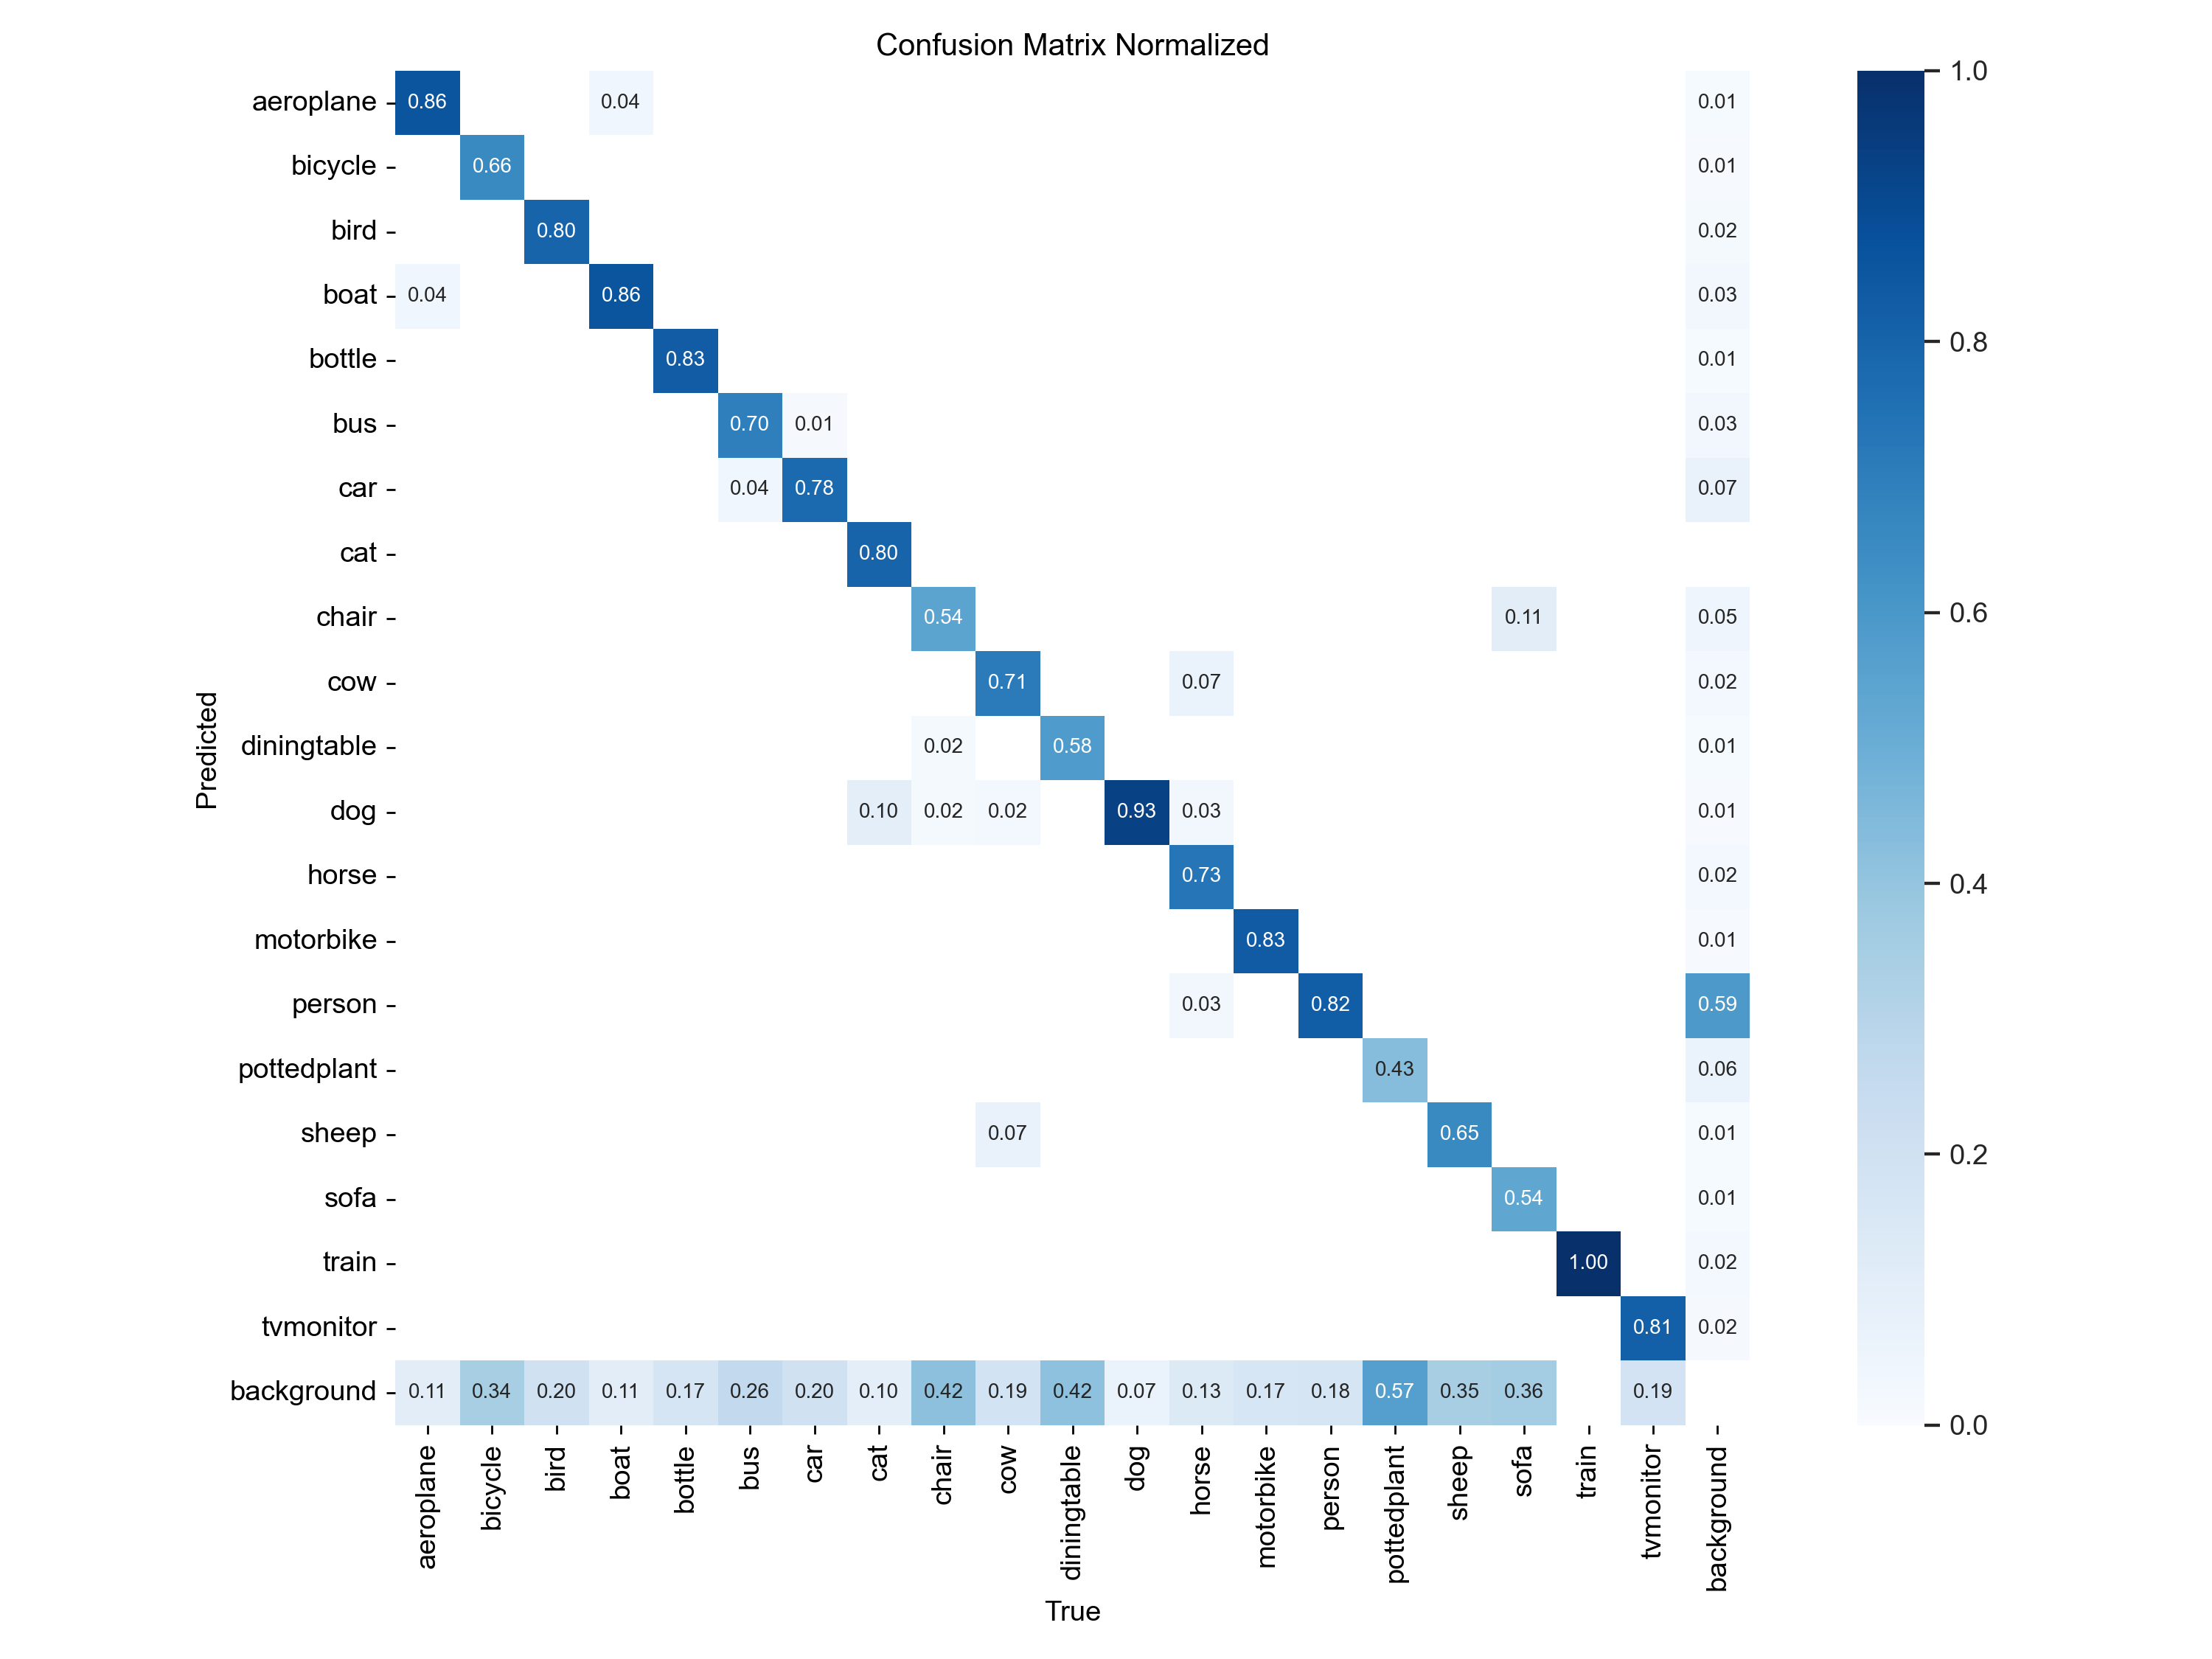 Confusion Matrix Normalized
aeroplane 0.86 0.04 0.01
bicycle 0.66 0.01
bird 0.80 0.02
boat 0.04 0.86 0.03
bottle 0.83 0.01
bus 0.70 0.01 0.03
car 0.04 0.78 0.07
cat 0.80
chair 0.54 0.11 0.05
cow 0.71 0.07 0.02
diningtable 0.02 0.58 0.01
dog 0.10 0.02 0.02 0.93 0.03 0.01
horse 0.73 0.02
motorbike 0.83 0.01
person 0.03 0.82 0.59
pottedplant 0.43 0.06
sheep 0.07 0.65 0.01
sofa 0.54 0.01
train 1.00 0.02
tvmonitor 0.81 0.02
background 0.11 0.34 0.20 0.11 0.17 0.26 0.20 0.10 0.42 0.19 0.42 0.07 0.13 0.17 0.18 0.57 0.35 0.36 0.19
aeroplane bicycle bird boat bottle bus car cat chair cow diningtable dog horse motorbike person pottedplant sheep sofa train tvmonitor background
True
Predicted
1.0
0.8
0.6
0.4
0.2
0.0